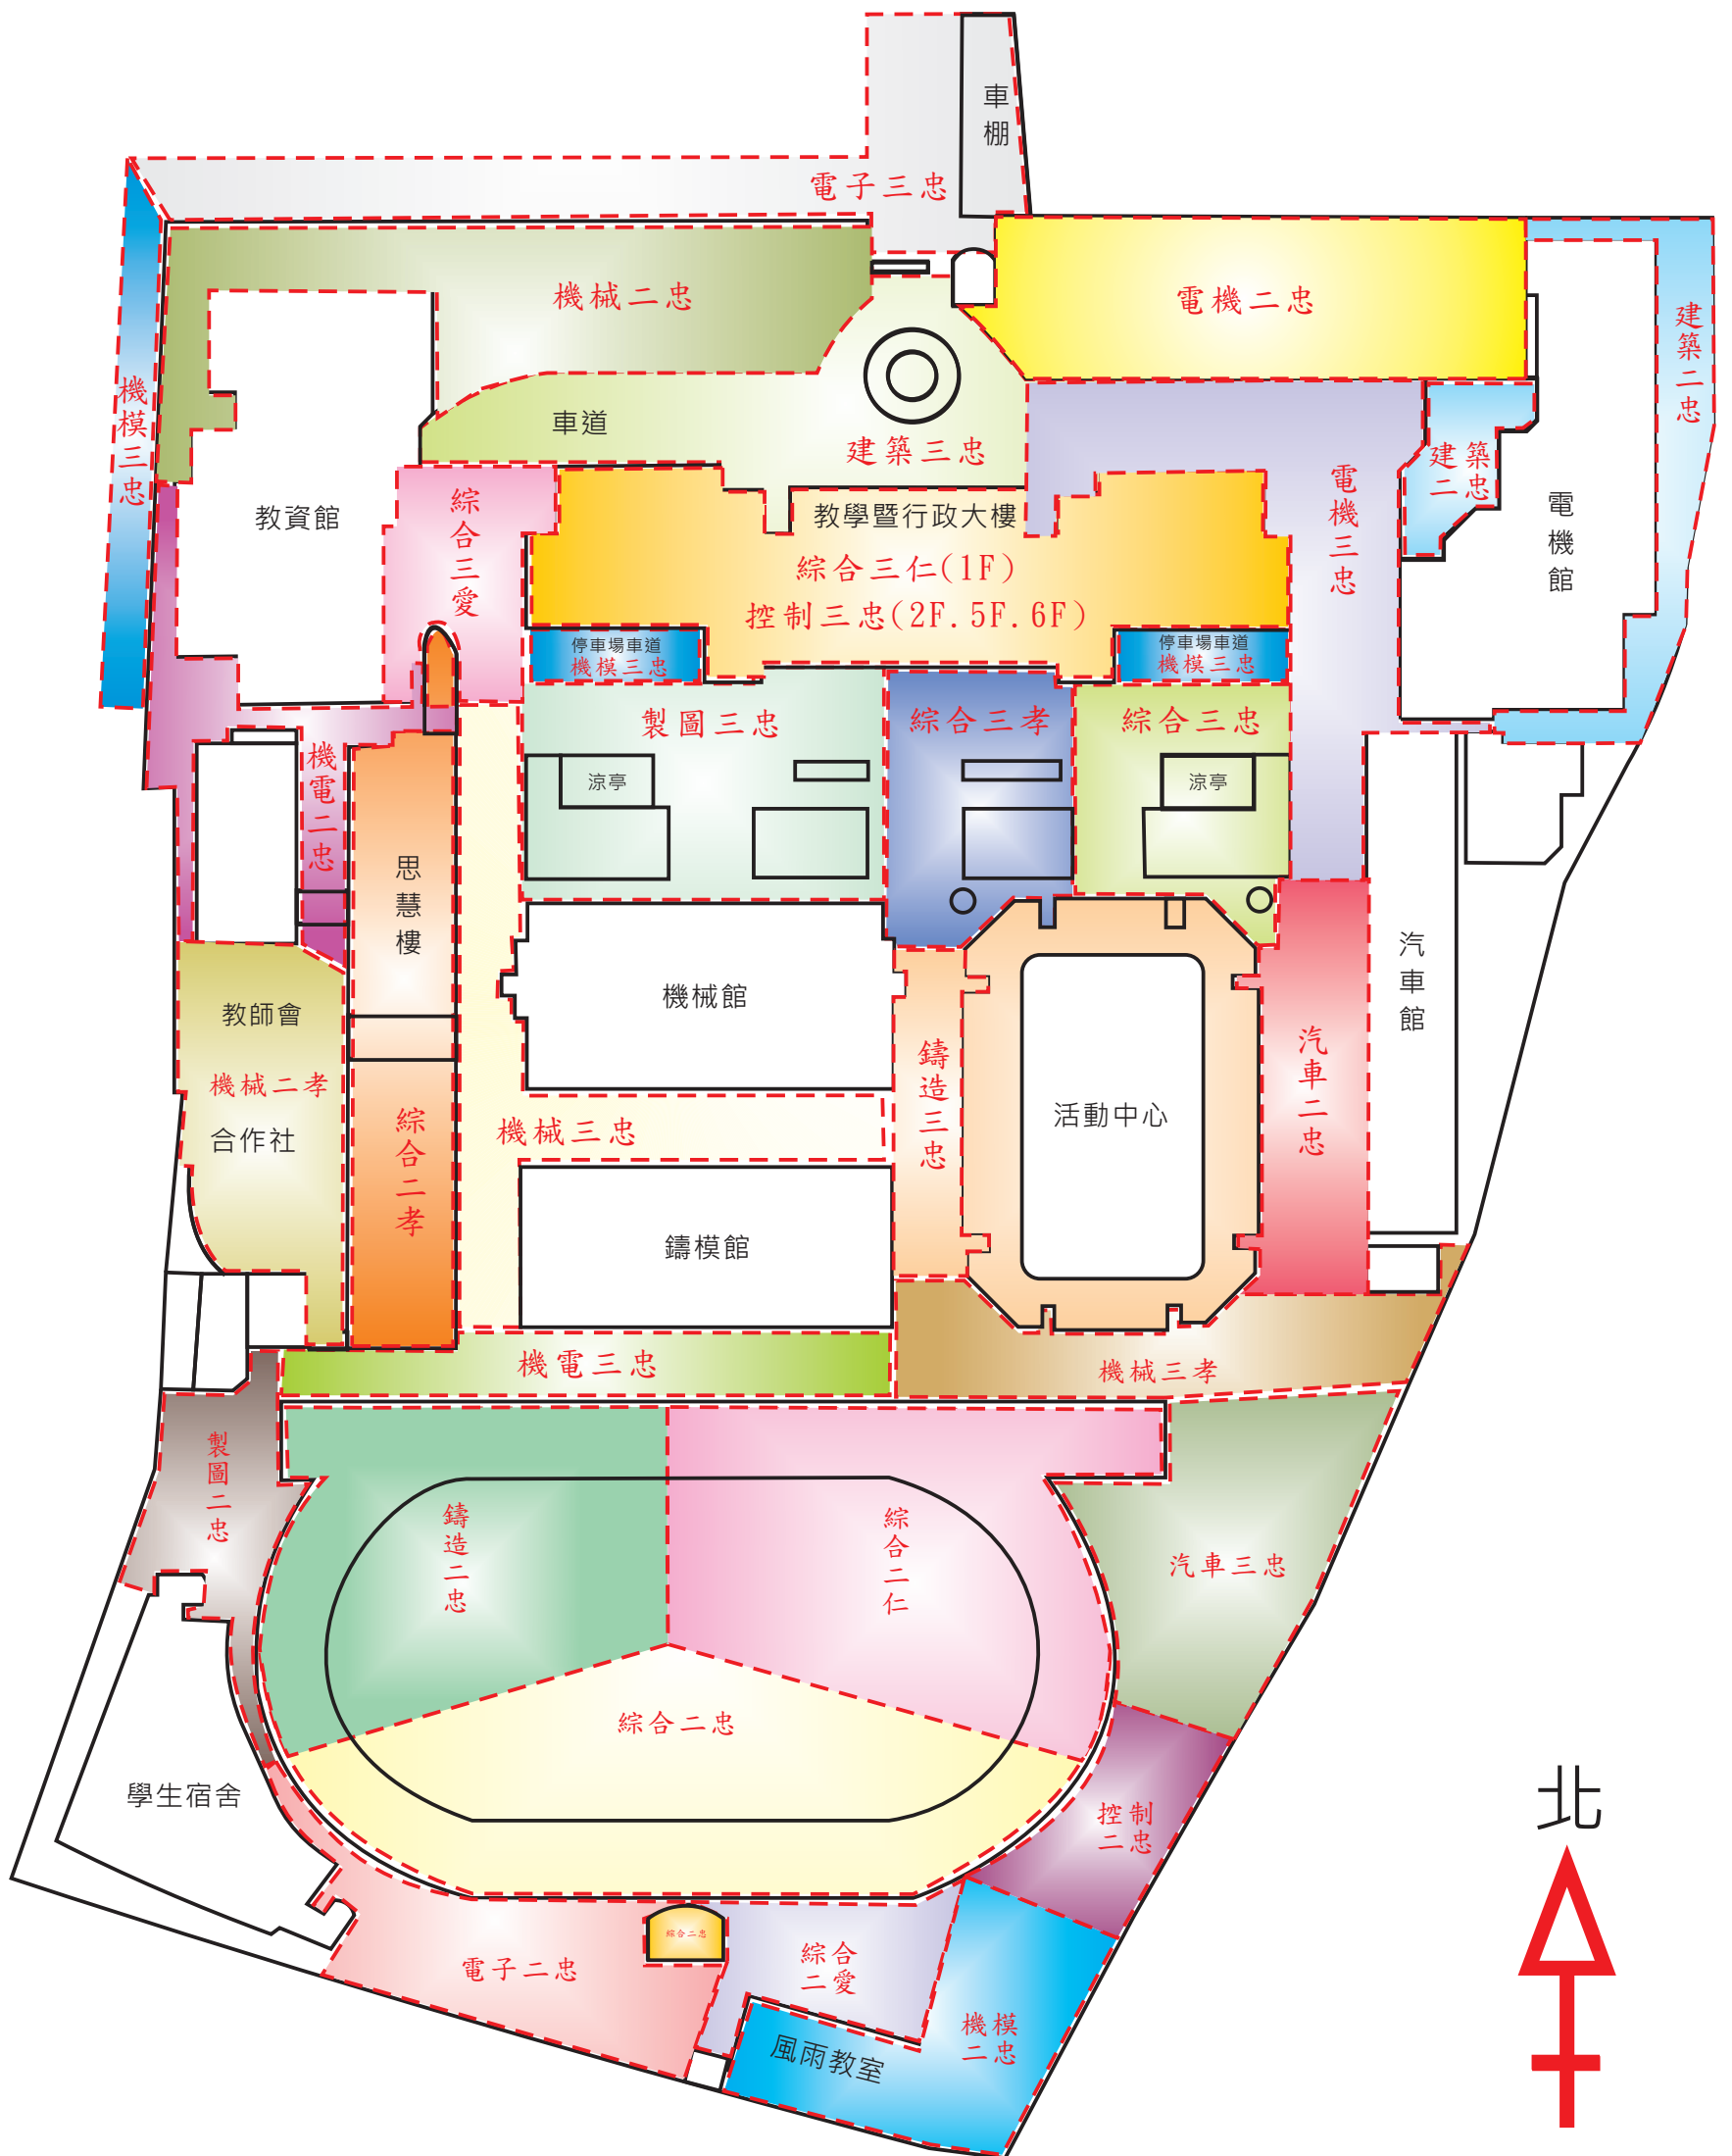 車棚
電子三忠
機械二忠
電機二忠
建築二忠
機模三忠
車道
建築三忠
建築
二忠
電機三忠
電機館
教資館
綜合三愛
教學暨行政大樓
綜合三仁(1F)
控制三忠(2F.5F.6F)
停車場車道
機模三忠
停車場車道
機模三忠
製圖三忠
綜合三孝
綜合三忠
涼亭
涼亭
機電二忠
思慧樓
汽車館
機械館
教師會
機械二孝
合作社
綜合二孝
機械三忠
鑄造三忠
活動中心
汽車二忠
鑄模館
機電三忠
機械三孝
製圖二忠
鑄造二忠
綜合二仁
汽車三忠
綜合二忠
學生宿舍
控制
二忠
北
綜合二忠
電子二忠
綜合
二愛
機模
二忠
風雨教室